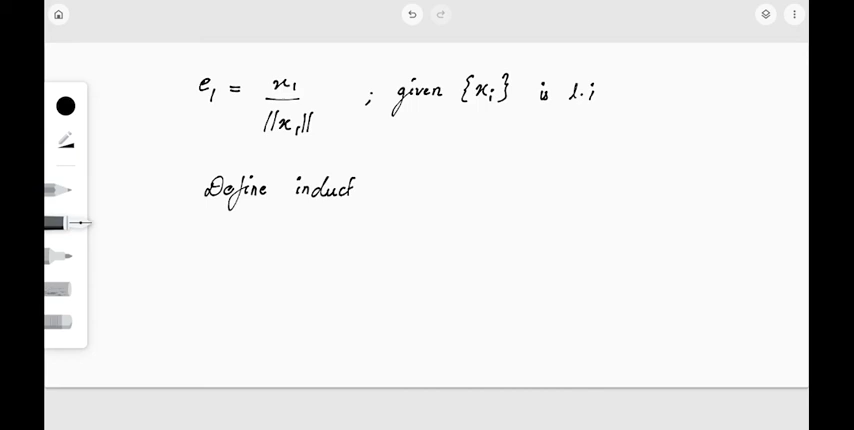 e₁ = x₁ / ||x₁|| ; given {xᵢ} is l.i
Define induct